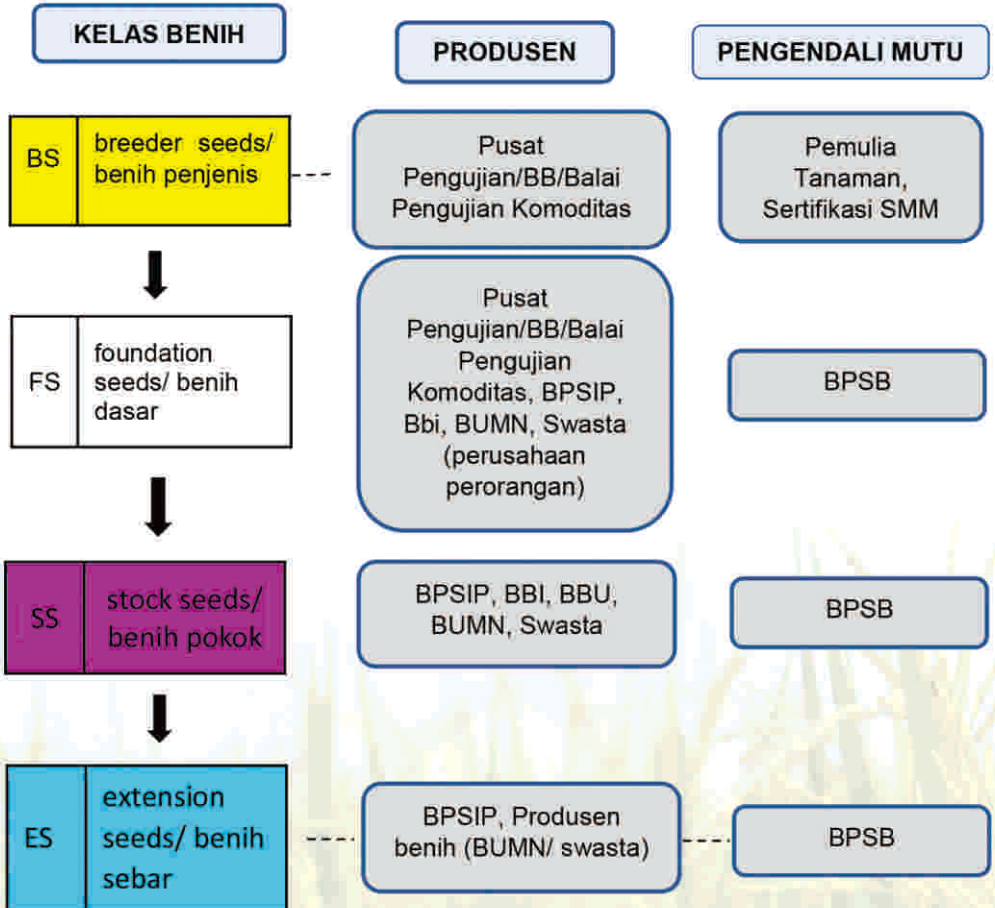 KELAS BENIH
PRODUSEN
PENGENDALI MUTU
BS
breeder seeds/
benih penjenis
Pusat
Pengujian/BB/Balai
Pengujian Komoditas
Pemulia
Tanaman,
Sertifikasi SMM
FS
foundation
seeds/ benih
dasar
Pusat
Pengujian/BB/Balai
Pengujian
Komoditas, BPSIP,
Bbi, BUMN, Swasta
(perusahaan
perorangan)
BPSB
SS
stock seeds/
benih pokok
BPSIP, BBI, BBU,
BUMN, Swasta
BPSB
ES
extension
seeds/ benih
sebar
BPSIP, Produsen
benih (BUMN/ swasta)
BPSB